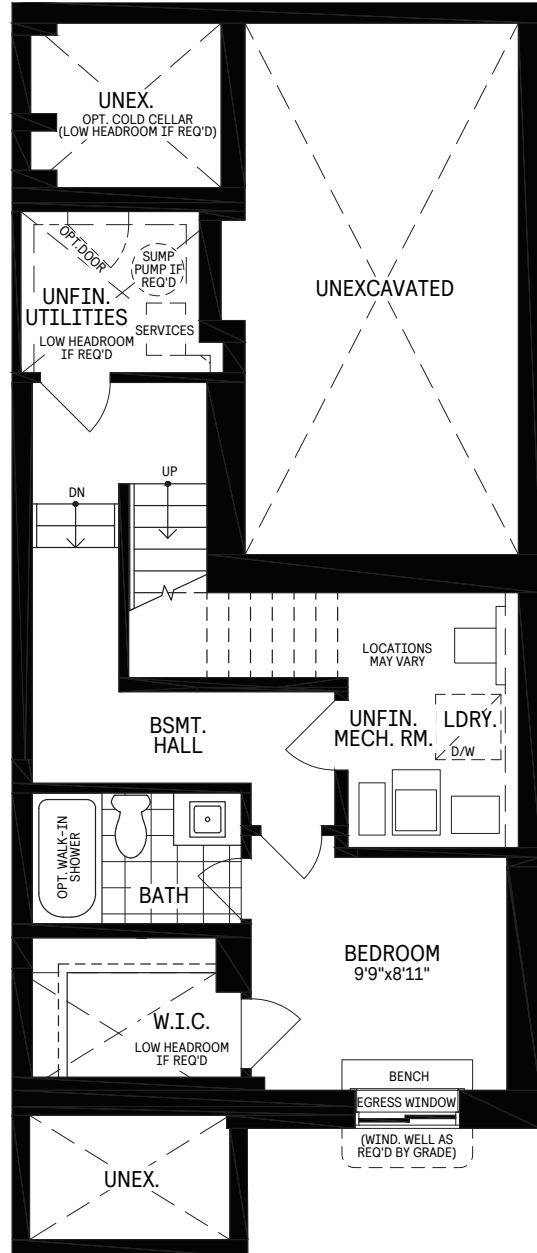 UNEX.
OPT. COLD CELLAR
(LOW HEADROOM IF REQ'D)
OPT.DOOR
SUMP
PUMP IF
REQ'D
UNFIN.
UTILITIES
SERVICES
LOW HEADROOM
IF REQ'D
UNEXCAVATED
UP
DN
LOCATIONS
MAY VARY
BSMT.
HALL
UNFIN.
MECH. RM.
LDRY.
D/W
OPT. WALK-IN
SHOWER
BATH
BEDROOM
9'9"x8'11"
W.I.C.
LOW HEADROOM
IF REQ'D
BENCH
EGRESS WINDOW
(WIND. WELL AS
REQ'D BY GRADE)
UNEX.